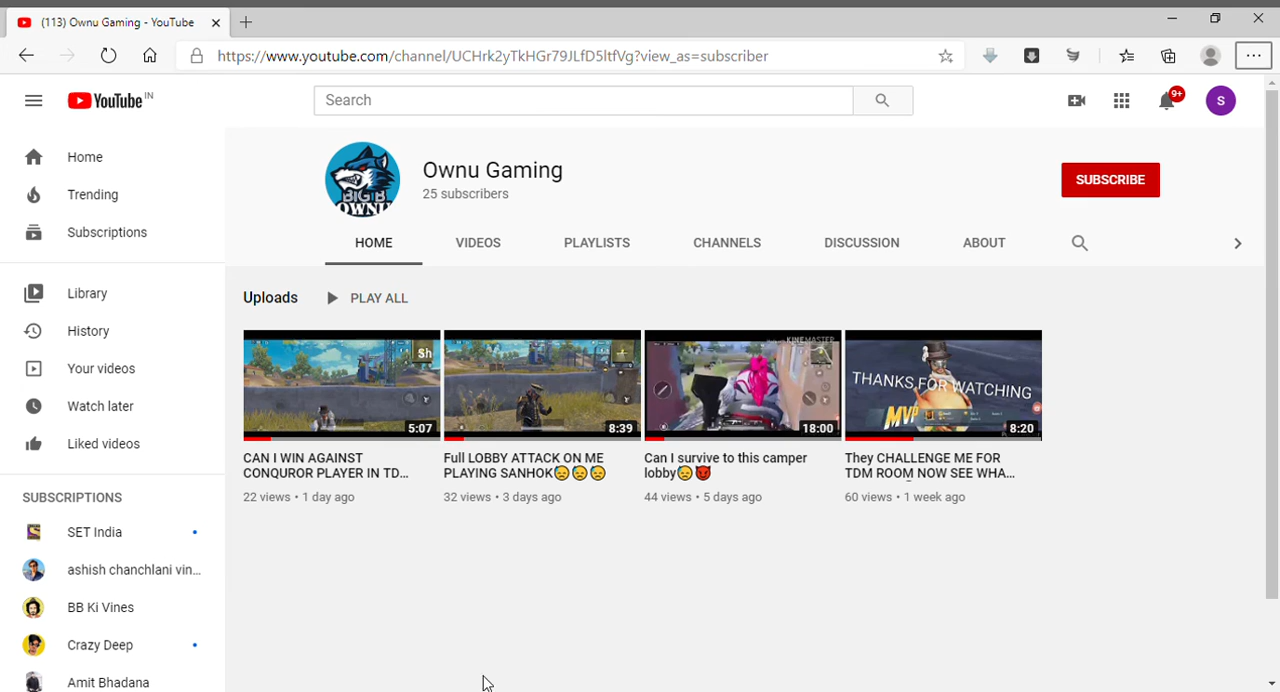 (113) Ownu Gaming - YouTube
https://www.youtube.com/channel/UCHrk2yTkHGr79JLfD5ltfVg?view_as=subscriber
YouTube IN
Search
9+
S
Home
Trending
Subscriptions
Library
History
Your videos
Watch later
Liked videos
SUBSCRIPTIONS
SET India
ashish chanchlani vin...
BB Ki Vines
Crazy Deep
Amit Bhadana
BIG B
OWNU
Ownu Gaming
25 subscribers
SUBSCRIBE
HOME
VIDEOS
PLAYLISTS
CHANNELS
DISCUSSION
ABOUT
Uploads
PLAY ALL
Sh
5:07
CAN I WIN AGAINST
CONQUROR PLAYER IN TD...
22 views • 1 day ago
8:39
Full LOBBY ATTACK ON ME
PLAYING SANHOK😓😓😓
32 views • 3 days ago
KINEMASTER
18:00
Can I survive to this camper
lobby😓😈
44 views • 5 days ago
THANKS FOR WATCHING
MVP
8:20
They CHALLENGE ME FOR
TDM ROOM NOW SEE WHA...
60 views • 1 week ago